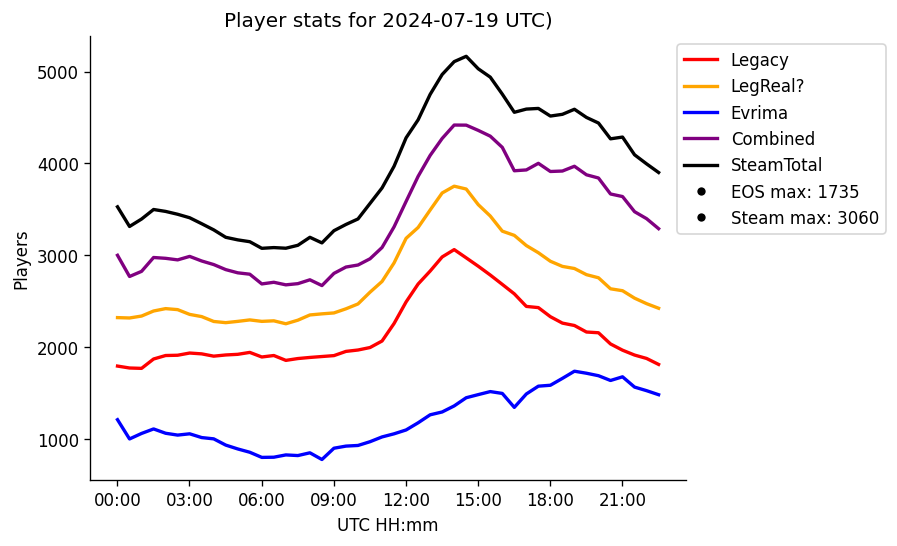 Player stats for 2024-07-19 UTC)
Legacy
LegReal?
Evrima
Combined
SteamTotal
EOS max: 1735
Steam max: 3060
Players
5000
4000
3000
2000
1000
00:00 03:00 06:00 09:00 12:00 15:00 18:00 21:00
UTC HH:mm